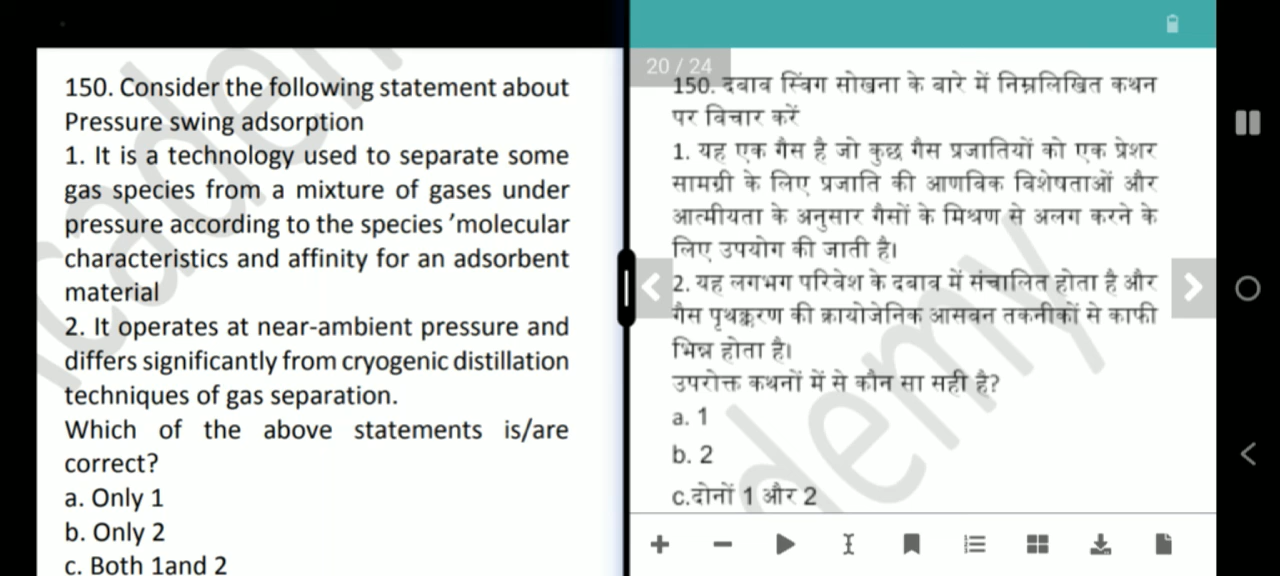 150. Consider the following statement about
Pressure swing adsorption
1. It is a technology used to separate some
gas species from a mixture of gases under
pressure according to the species ’molecular
characteristics and affinity for an adsorbent
material
2. It operates at near-ambient pressure and
differs significantly from cryogenic distillation
techniques of gas separation.
Which of the above statements is/are
correct?
a. Only 1
b. Only 2
c. Both 1and 2
20 / 24
150. दबाव स्विंग सोखना के बारे में निम्नलिखित कथन
पर विचार करें
1. यह एक गैस है जो कुछ गैस प्रजातियों को एक प्रेशर
सामग्री के लिए प्रजाति की आणविक विशेषताओं और
आत्मीयता के अनुसार गैसों के मिश्रण से अलग करने के
लिए उपयोग की जाती है।
2. यह लगभग परिवेश के दबाव में संचालित होता है और
गैस पृथक्करण की क्रायोजेनिक आसवन तकनीकों से काफी
भिन्न होता है।
उपरोक्त कथनों में से कौन सा सही है?
a. 1
b. 2
c.दोनों 1 और 2